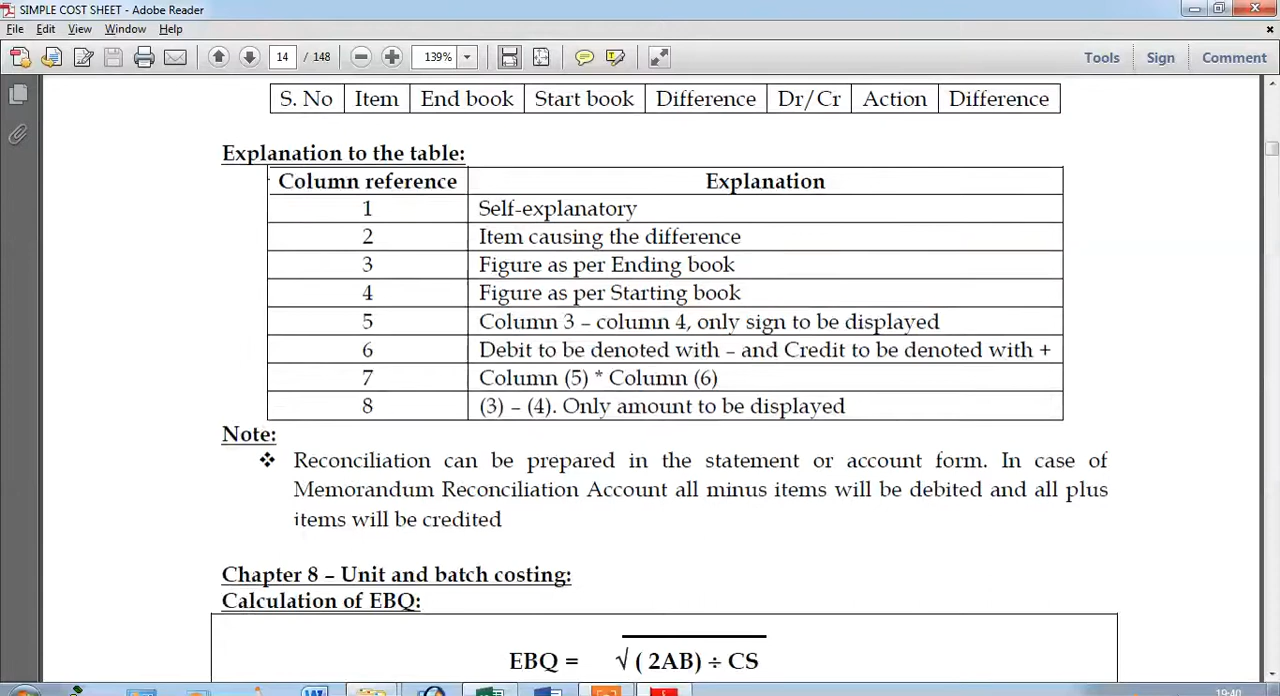 SIMPLE COST SHEET - Adobe Reader
File Edit View Window Help
14 / 148 139% Tools Sign Comment
S. No Item End book Start book Difference Dr/Cr Action Difference
Explanation to the table:
Column reference Explanation
1 Self-explanatory
2 Item causing the difference
3 Figure as per Ending book
4 Figure as per Starting book
5 Column 3 – column 4, only sign to be displayed
6 Debit to be denoted with – and Credit to be denoted with +
7 Column (5) * Column (6)
8 (3) – (4). Only amount to be displayed
Note:
❖ Reconciliation can be prepared in the statement or account form. In case of
Memorandum Reconciliation Account all minus items will be debited and all plus
items will be credited
Chapter 8 – Unit and batch costing:
Calculation of EBQ:
EBQ = √ ( 2AB) ÷ CS
19:40